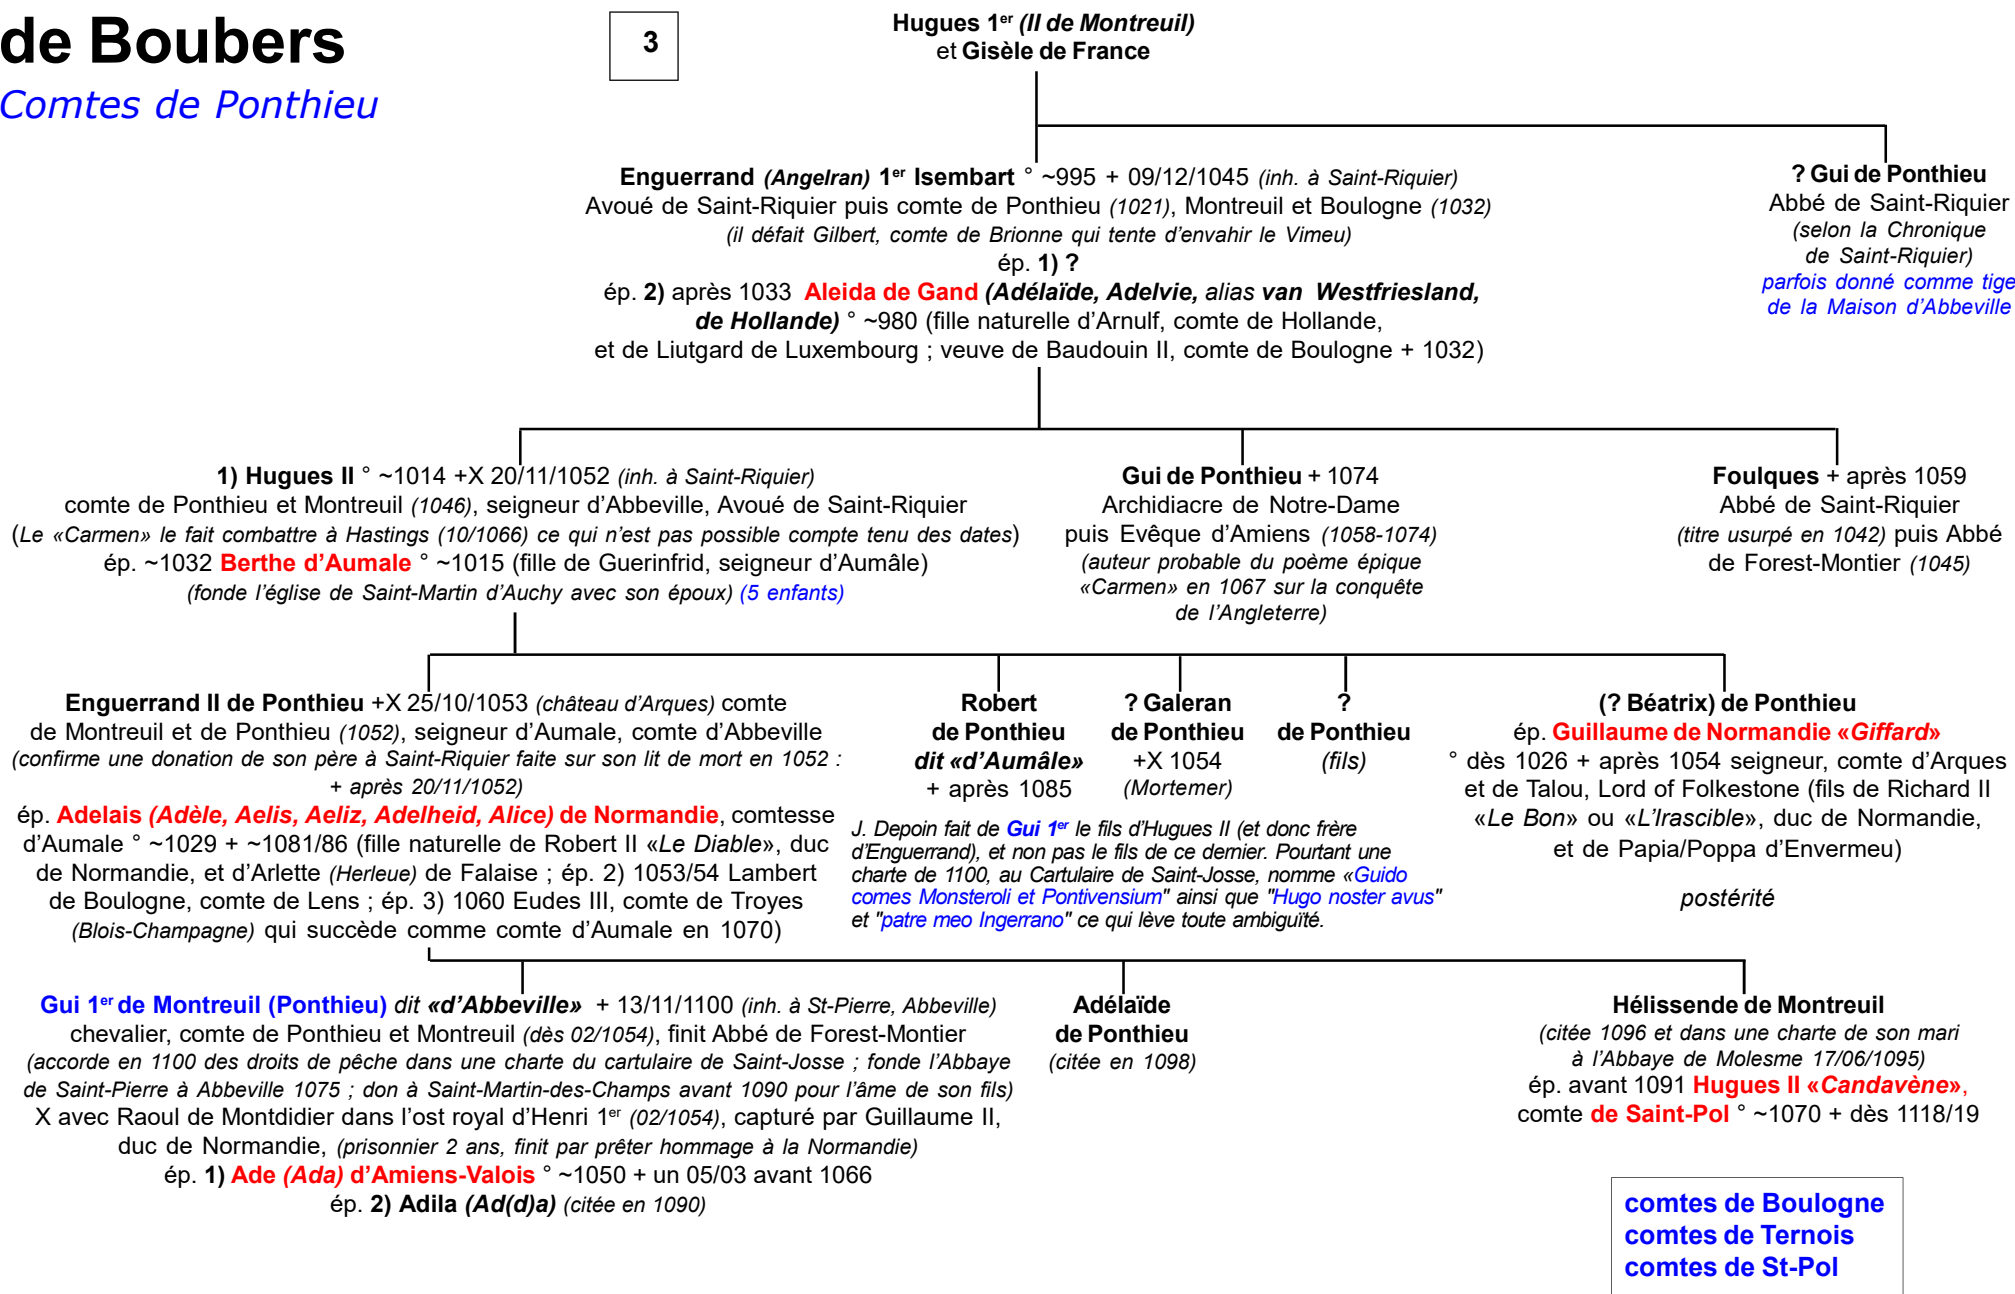 de Boubers
Comtes de Ponthieu
3
Hugues 1er (II de Montreuil)
et Gisèle de France
Enguerrand (Angelran) 1er Isembart ° ~995 + 09/12/1045 (inh. à Saint-Riquier)
Avoué de Saint-Riquier puis comte de Ponthieu (1021), Montreuil et Boulogne (1032)
(il défait Gilbert, comte de Brionne qui tente d'envahir le Vimeu)
ép. 1) ?
ép. 2) après 1033 Aleida de Gand (Adélaïde, Adelvie, alias van Westfriesland,
de Hollande) ° ~980 (fille naturelle d'Arnulf, comte de Hollande,
et de Liutgard de Luxembourg ; veuve de Baudouin II, comte de Boulogne + 1032)
? Gui de Ponthieu
Abbé de Saint-Riquier
(selon la Chronique
de Saint-Riquier)
parfois donné comme tige
de la Maison d'Abbeville
1) Hugues II ° ~1014 +X 20/11/1052 (inh. à Saint-Riquier)
comte de Ponthieu et Montreuil (1046), seigneur d'Abbeville, Avoué de Saint-Riquier
(Le «Carmen» le fait combattre à Hastings (10/1066) ce qui n'est pas possible compte tenu des dates)
ép. ~1032 Berthe d'Aumale ° ~1015 (fille de Guerinfrid, seigneur d'Aumâle)
(fonde l'église de Saint-Martin d'Auchy avec son époux) (5 enfants)
Gui de Ponthieu + 1074
Archidiacre de Notre-Dame
puis Evêque d'Amiens (1058-1074)
(auteur probable du poème épique
«Carmen» en 1067 sur la conquête
de l'Angleterre)
Foulques + après 1059
Abbé de Saint-Riquier
(titre usurpé en 1042) puis Abbé
de Forest-Montier (1045)
Enguerrand II de Ponthieu +X 25/10/1053 (château d'Arques) comte
de Montreuil et de Ponthieu (1052), seigneur d'Aumale, comte d'Abbeville
(confirme une donation de son père à Saint-Riquier faite sur son lit de mort en 1052 :
+ après 20/11/1052)
ép. Adelais (Adèle, Aelis, Aeliz, Adelheid, Alice) de Normandie, comtesse
d'Aumale ° ~1029 + ~1081/86 (fille naturelle de Robert II «Le Diable», duc
de Normandie, et d'Arlette (Herleue) de Falaise ; ép. 2) 1053/54 Lambert
de Boulogne, comte de Lens ; ép. 3) 1060 Eudes III, comte de Troyes
(Blois-Champagne) qui succède comme comte d'Aumale en 1070)
Robert
de Ponthieu
dit «d'Aumâle»
+ après 1085
? Galeran
de Ponthieu
+X 1054
(Mortemer)
?
de Ponthieu
(fils)
(? Béatrix) de Ponthieu
ép. Guillaume de Normandie «Giffard»
° dès 1026 + après 1054 seigneur, comte d'Arques
et de Talou, Lord of Folkestone (fils de Richard II
«Le Bon» ou «L'Irascible», duc de Normandie,
et de Papia/Poppa d'Envermeu)
postérité
J. Depoin fait de Gui 1er le fils d'Hugues II (et donc frère
d'Enguerrand), et non pas le fils de ce dernier. Pourtant une
charte de 1100, au Cartulaire de Saint-Josse, nomme «Guido
comes Monsteroli et Pontivensium" ainsi que "Hugo noster avus"
et "patre meo Ingerrano" ce qui lève toute ambiguïté.
Gui 1er de Montreuil (Ponthieu) dit «d'Abbeville» + 13/11/1100 (inh. à St-Pierre, Abbeville)
chevalier, comte de Ponthieu et Montreuil (dès 02/1054), finit Abbé de Forest-Montier
(accorde en 1100 des droits de pêche dans une charte du cartulaire de Saint-Josse ; fonde l'Abbaye
de Saint-Pierre à Abbeville 1075 ; don à Saint-Martin-des-Champs avant 1090 pour l'âme de son fils)
X avec Raoul de Montdidier dans l'ost royal d'Henri 1er (02/1054), capturé par Guillaume II,
duc de Normandie, (prisonnier 2 ans, finit par prêter hommage à la Normandie)
ép. 1) Ade (Ada) d'Amiens-Valois ° ~1050 + un 05/03 avant 1066
ép. 2) Adila (Ad(d)a) (citée en 1090)
Adélaïde
de Ponthieu
(citée en 1098)
Hélissende de Montreuil
(citée 1096 et dans une charte de son mari
à l'Abbaye de Molesme 17/06/1095)
ép. avant 1091 Hugues II «Candavène»,
comte de Saint-Pol ° ~1070 + dès 1118/19
comtes de Boulogne
comtes de Ternois
comtes de St-Pol